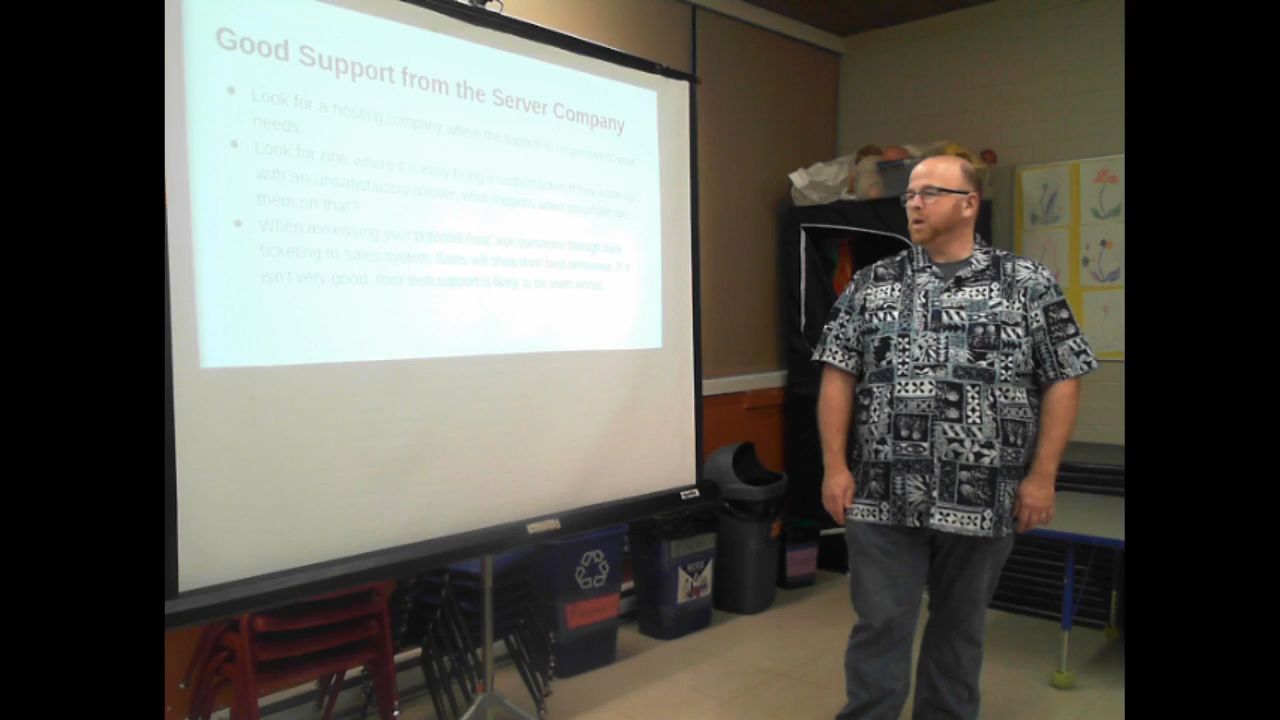 Good Support from the Server Company
Look for a hosting company where the support is responsive to your
needs.
Look for one where it is easy to log a support ticket. If they come up
with an unsatisfactory answer, what happens, when you challenge
them on that?
When assessing your potential host, ask questions through their
ticketing to sales system. Sales will show their best behaviour. If it
isn't very good, their tech support is likely to be even worse.